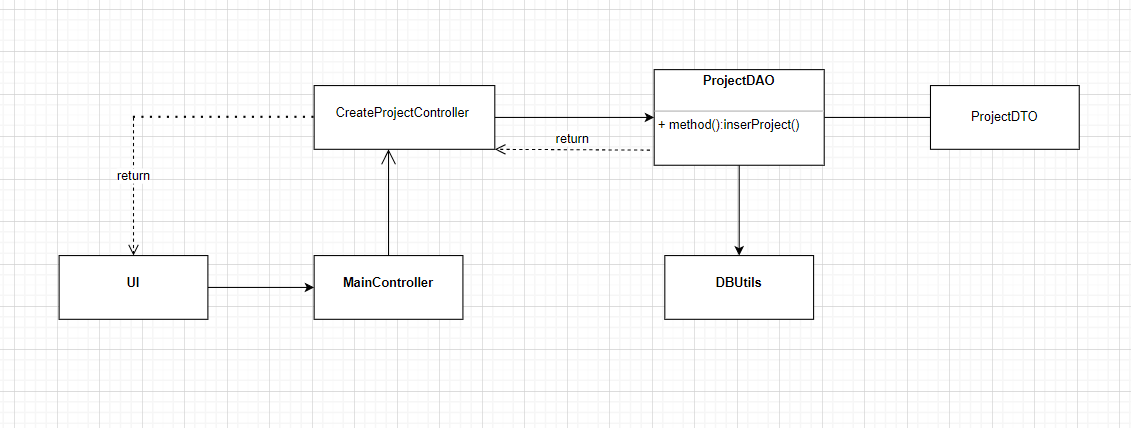 ProjectDAO
CreateProjectController
ProjectDTO
+ method():inserProject()
return
return
UI
MainController
DBUtils